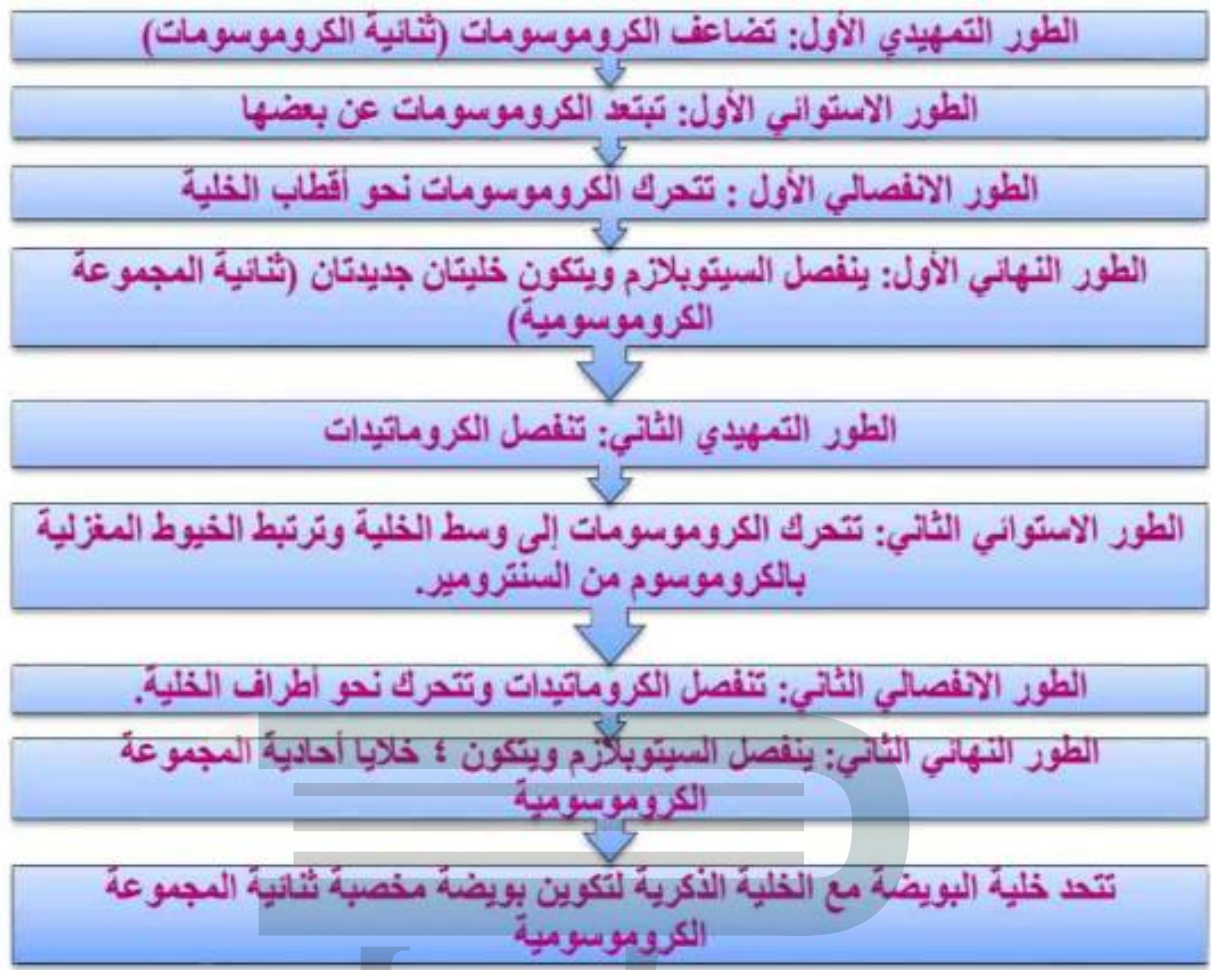 الطور التمهيدي الأول: تضاعف الكروموسومات (ثنائية الكروموسومات)
الطور الاستوائي الأول: تبتعد الكروموسومات عن بعضها
الطور الانفصالي الأول : تتحرك الكروموسومات نحو أقطاب الخلية
الطور النهائي الأول: ينفصل السيتوبلازم ويتكون خليتان جديدتان (ثنائية المجموعة
الكروموسومية)
الطور التمهيدي الثاني: تنفصل الكروماتيدات
الطور الاستوائي الثاني: تتحرك الكروموسومات إلى وسط الخلية وترتبط الخيوط المغزلية
بالكروموسوم من السنترومير.
الطور الانفصالي الثاني: تنفصل الكروماتيدات وتتحرك نحو أطراف الخلية.
الطور النهائي الثاني: ينفصل السيتوبلازم ويتكون ٤ خلايا أحادية المجموعة
الكروموسومية
تتحد خلية البويضة مع الخلية الذكرية لتكوين بويضة مخصبة ثنائية المجموعة
الكروموسومية